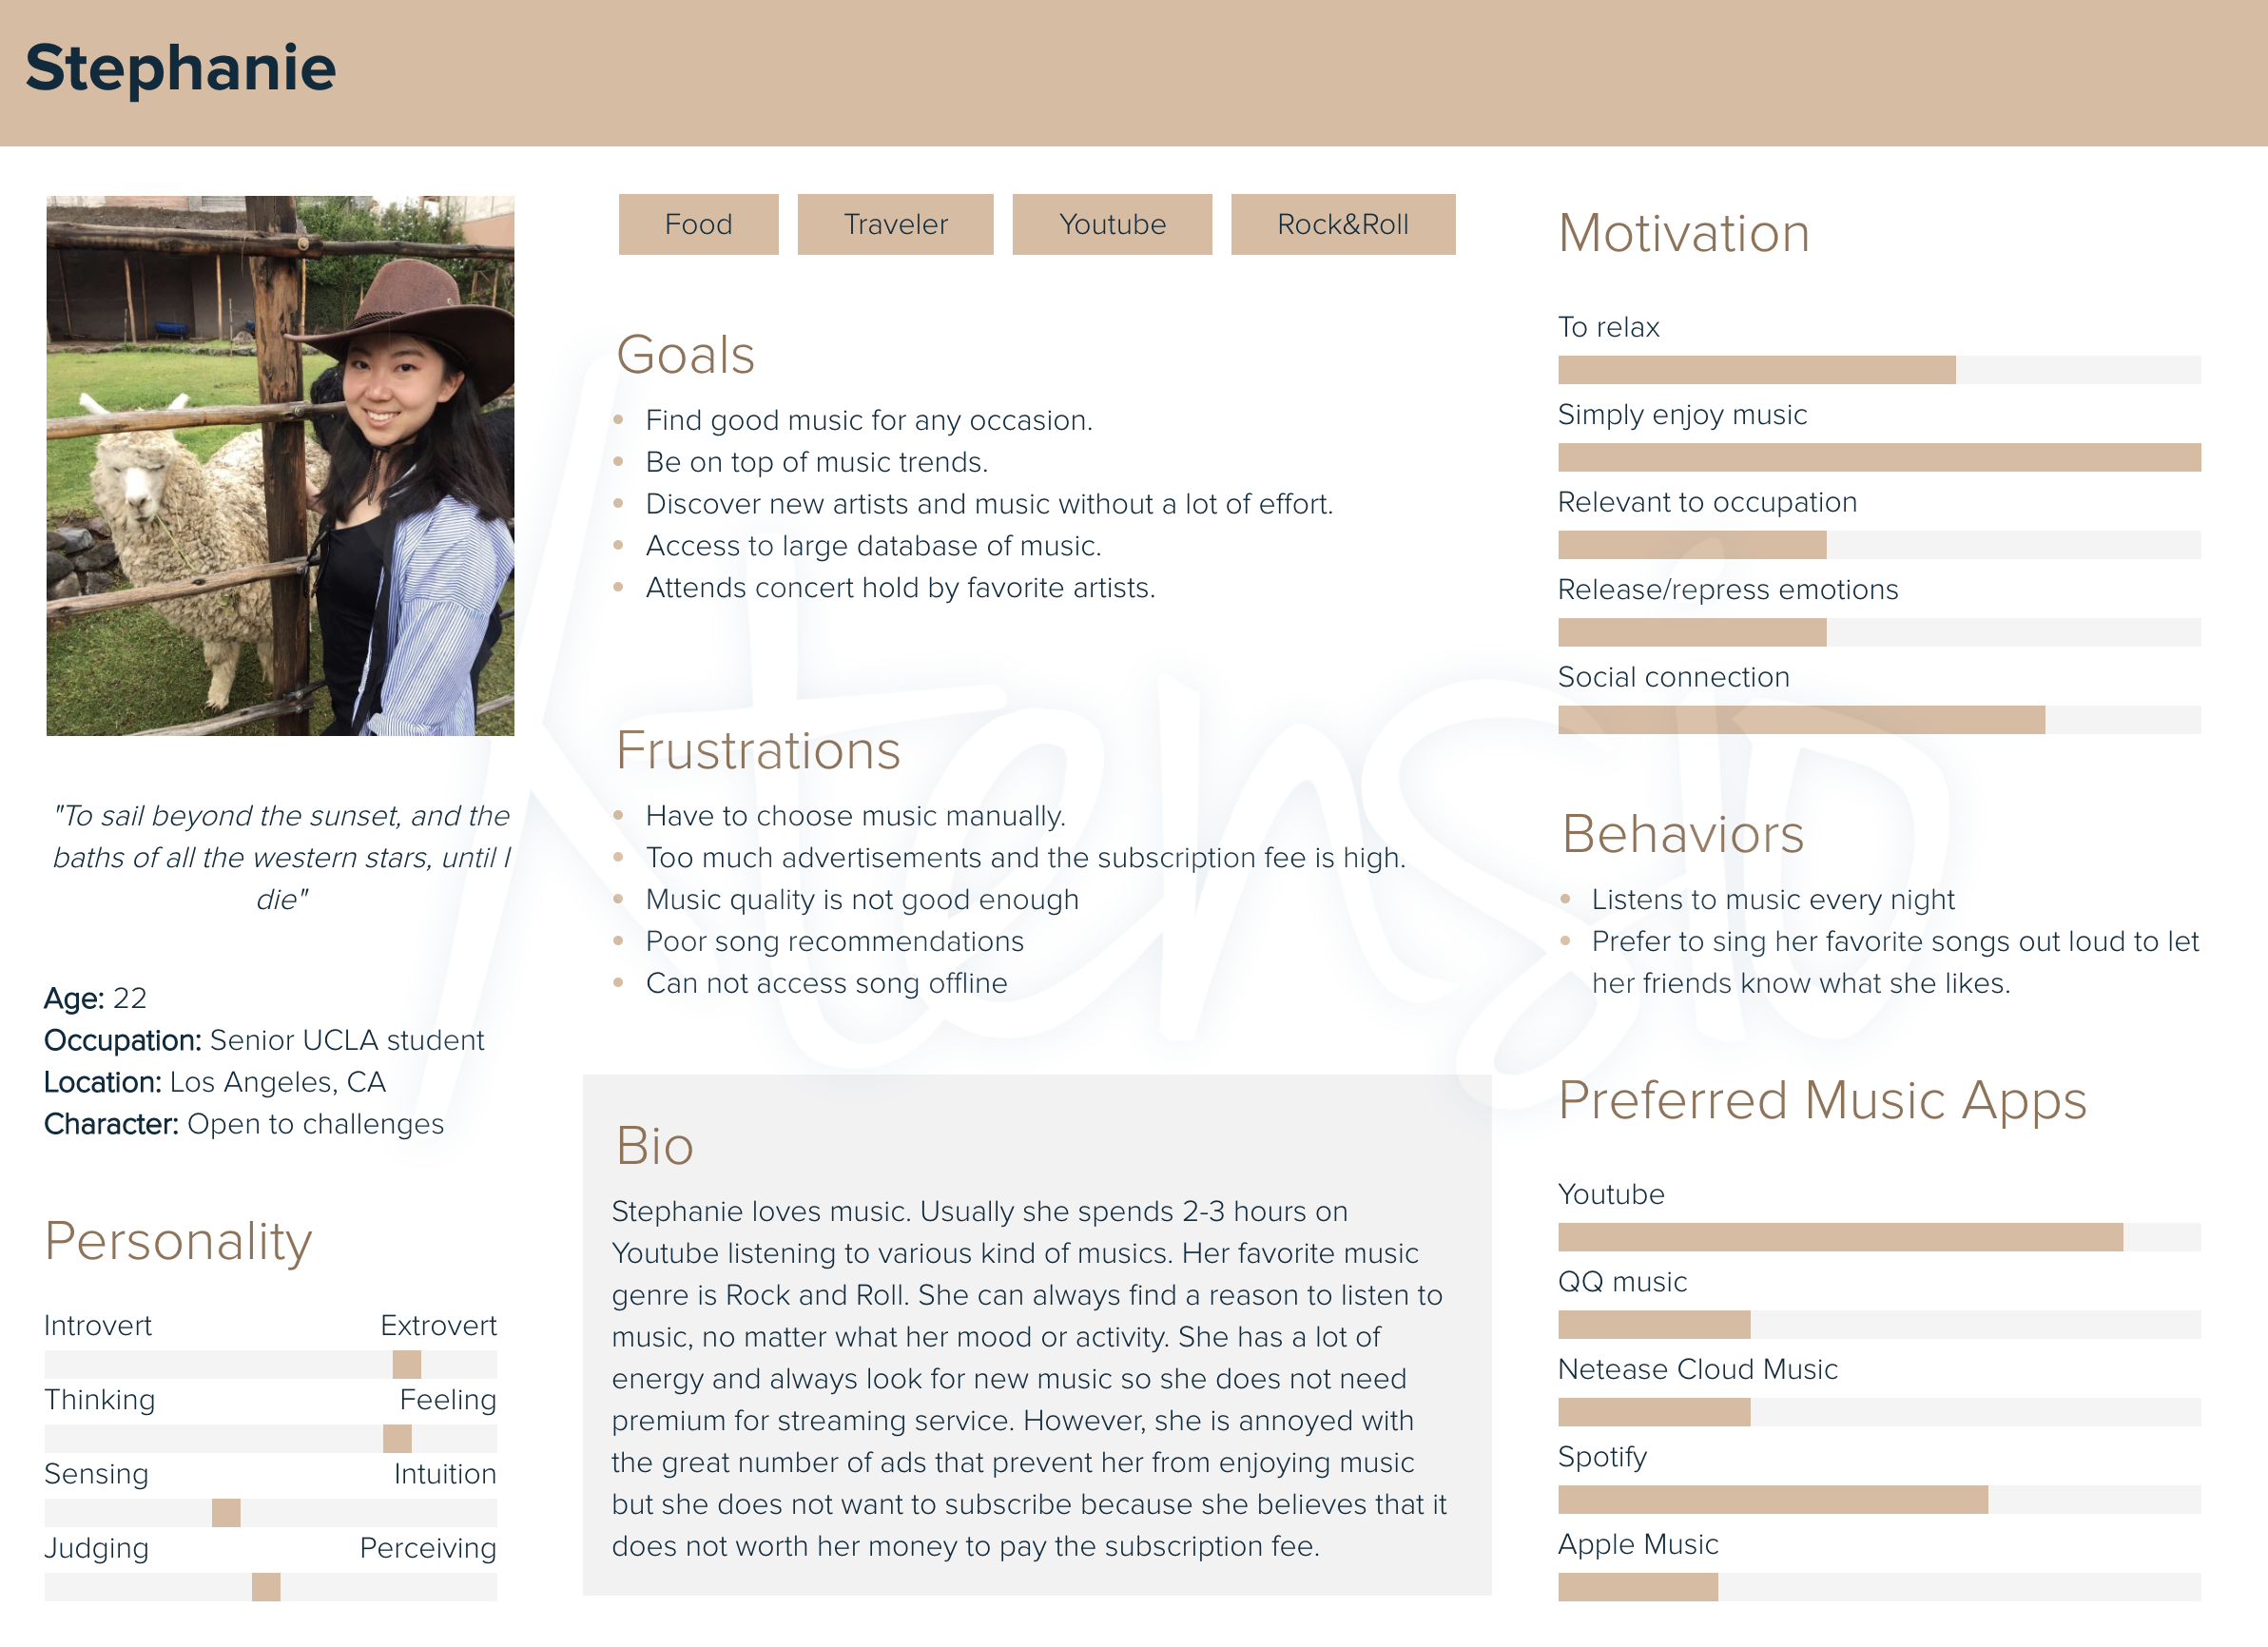 Stephanie
"To sail beyond the sunset, and the
baths of all the western stars, until I
die"
Age: 22
Occupation: Senior UCLA student
Location: Los Angeles, CA
Character: Open to challenges
Personality
Introvert Extrovert
Thinking Feeling
Sensing Intuition
Judging Perceiving
Food Traveler Youtube Rock&Roll
Goals
Find good music for any occasion.
Be on top of music trends.
Discover new artists and music without a lot of effort.
Access to large database of music.
Attends concert hold by favorite artists.
Frustrations
Have to choose music manually.
Too much advertisements and the subscription fee is high.
Music quality is not good enough
Poor song recommendations
Can not access song offline
Bio
Stephanie loves music. Usually she spends 2-3 hours on
Youtube listening to various kind of musics. Her favorite music
genre is Rock and Roll. She can always find a reason to listen to
music, no matter what her mood or activity. She has a lot of
energy and always look for new music so she does not need
premium for streaming service. However, she is annoyed with
the great number of ads that prevent her from enjoying music
but she does not want to subscribe because she believes that it
does not worth her money to pay the subscription fee.
Motivation
To relax
Simply enjoy music
Relevant to occupation
Release/repress emotions
Social connection
Behaviors
Listens to music every night
Prefer to sing her favorite songs out loud to let
her friends know what she likes.
Preferred Music Apps
Youtube
QQ music
Netease Cloud Music
Spotify
Apple Music
Xtensio